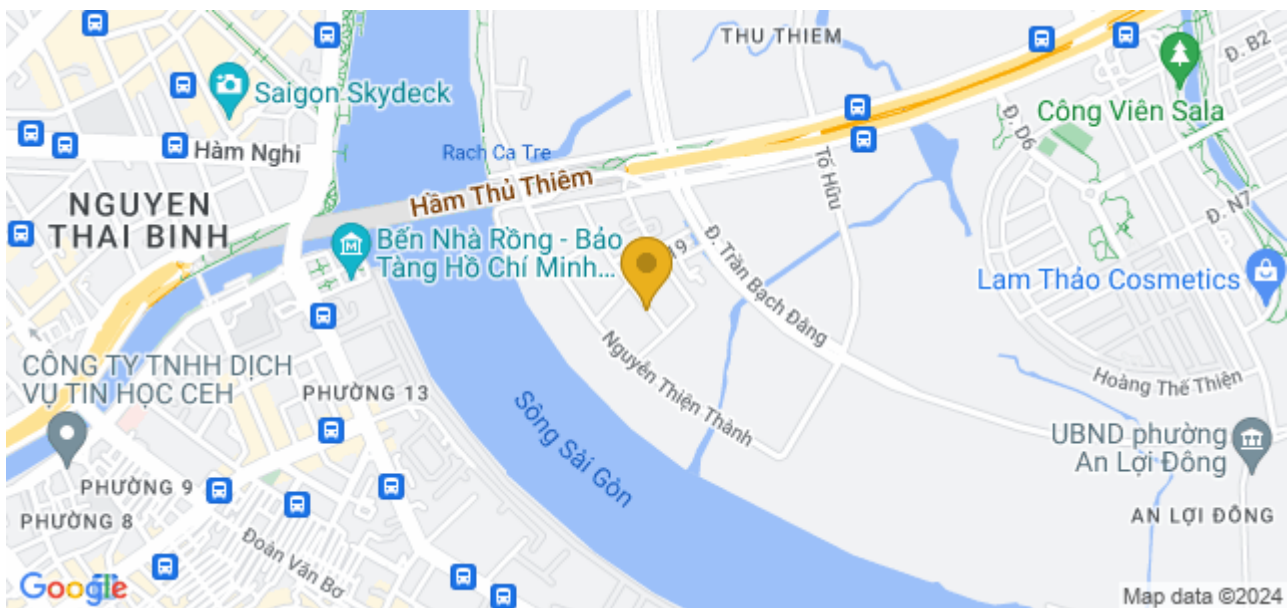 THU THIEM
Đ. B2
Saigon Skydeck
Công Viên Sala
Đ. D6
Hàm Nghi
Rach Ca Tre
Tố Hữu
Hầm Thủ Thiêm
NGUYEN
THAI BINH
Đ. N7
Bến Nhà Rồng - Bảo
Tàng Hồ Chí Minh...
Đ. Trần Bạch Đằng
Lam Thảo Cosmetics
Nguyễn Thiện Thành
CÔNG TY TNHH DỊCH
VỤ TIN HỌC CEH
PHƯỜNG 13
Hoàng Thế Thiện
Sông Sài Gòn
UBND phường
An Lợi Đông
PHƯỜNG 9
PHƯỜNG 8
AN LỢI ĐÔNG
Đoàn Văn Bơ
Google
Map data ©2024